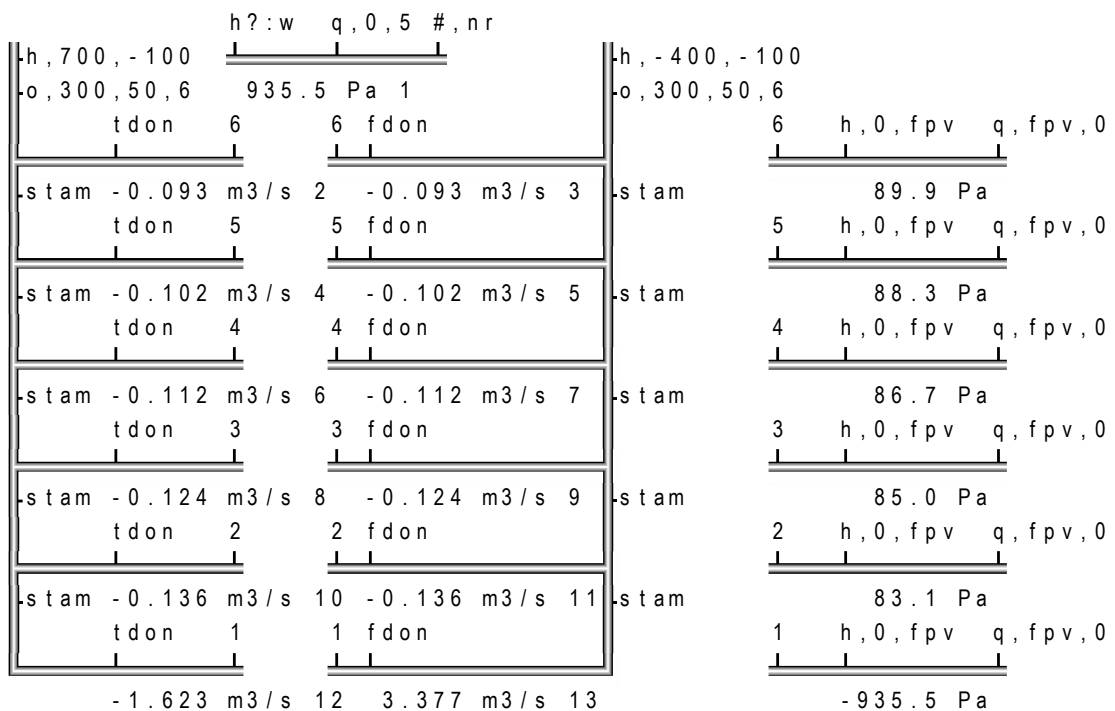 h?:w q,0,5 #,nr
h,700,-100 h,-400,-100
o,300,50,6 935.5 Pa 1 o,300,50,6
tdon 6 6 fdon 6 h,0,fpv q,fpv,0
stam -0.093 m3/s 2 -0.093 m3/s 3 stam 89.9 Pa
tdon 5 5 fdon 5 h,0,fpv q,fpv,0
stam -0.102 m3/s 4 -0.102 m3/s 5 stam 88.3 Pa
tdon 4 4 fdon 4 h,0,fpv q,fpv,0
stam -0.112 m3/s 6 -0.112 m3/s 7 stam 86.7 Pa
tdon 3 3 fdon 3 h,0,fpv q,fpv,0
stam -0.124 m3/s 8 -0.124 m3/s 9 stam 85.0 Pa
tdon 2 2 fdon 2 h,0,fpv q,fpv,0
stam -0.136 m3/s 10 -0.136 m3/s 11 stam 83.1 Pa
tdon 1 1 fdon 1 h,0,fpv q,fpv,0
-1.623 m3/s 12 3.377 m3/s 13 -935.5 Pa